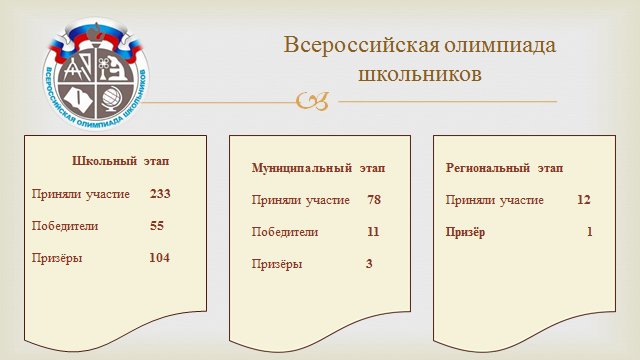 Всероссийская олимпиада
школьников
ВСЕРОССИЙСКАЯ ОЛИМПИАДА ШКОЛЬНИКОВ
Школьный этап
Приняли участие 233
Победители 55
Призёры 104
Муниципальный этап
Приняли участие 78
Победители 11
Призёры 3
Региональный этап
Приняли участие 12
Призёр 1